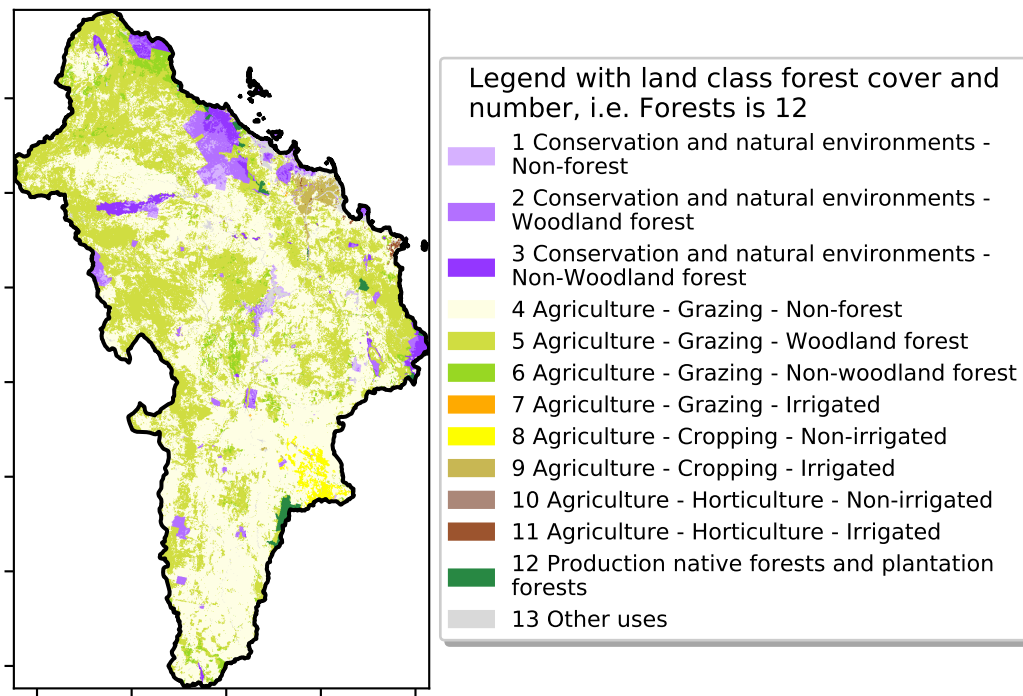 Legend with land class forest cover and
number, i.e. Forests is 12
1 Conservation and natural environments -
Non-forest
2 Conservation and natural environments -
Woodland forest
3 Conservation and natural environments -
Non-Woodland forest
4 Agriculture - Grazing - Non-forest
5 Agriculture - Grazing - Woodland forest
6 Agriculture - Grazing - Non-woodland forest
7 Agriculture - Grazing - Irrigated
8 Agriculture - Cropping - Non-irrigated
9 Agriculture - Cropping - Irrigated
10 Agriculture - Horticulture - Non-irrigated
11 Agriculture - Horticulture - Irrigated
12 Production native forests and plantation
forests
13 Other uses